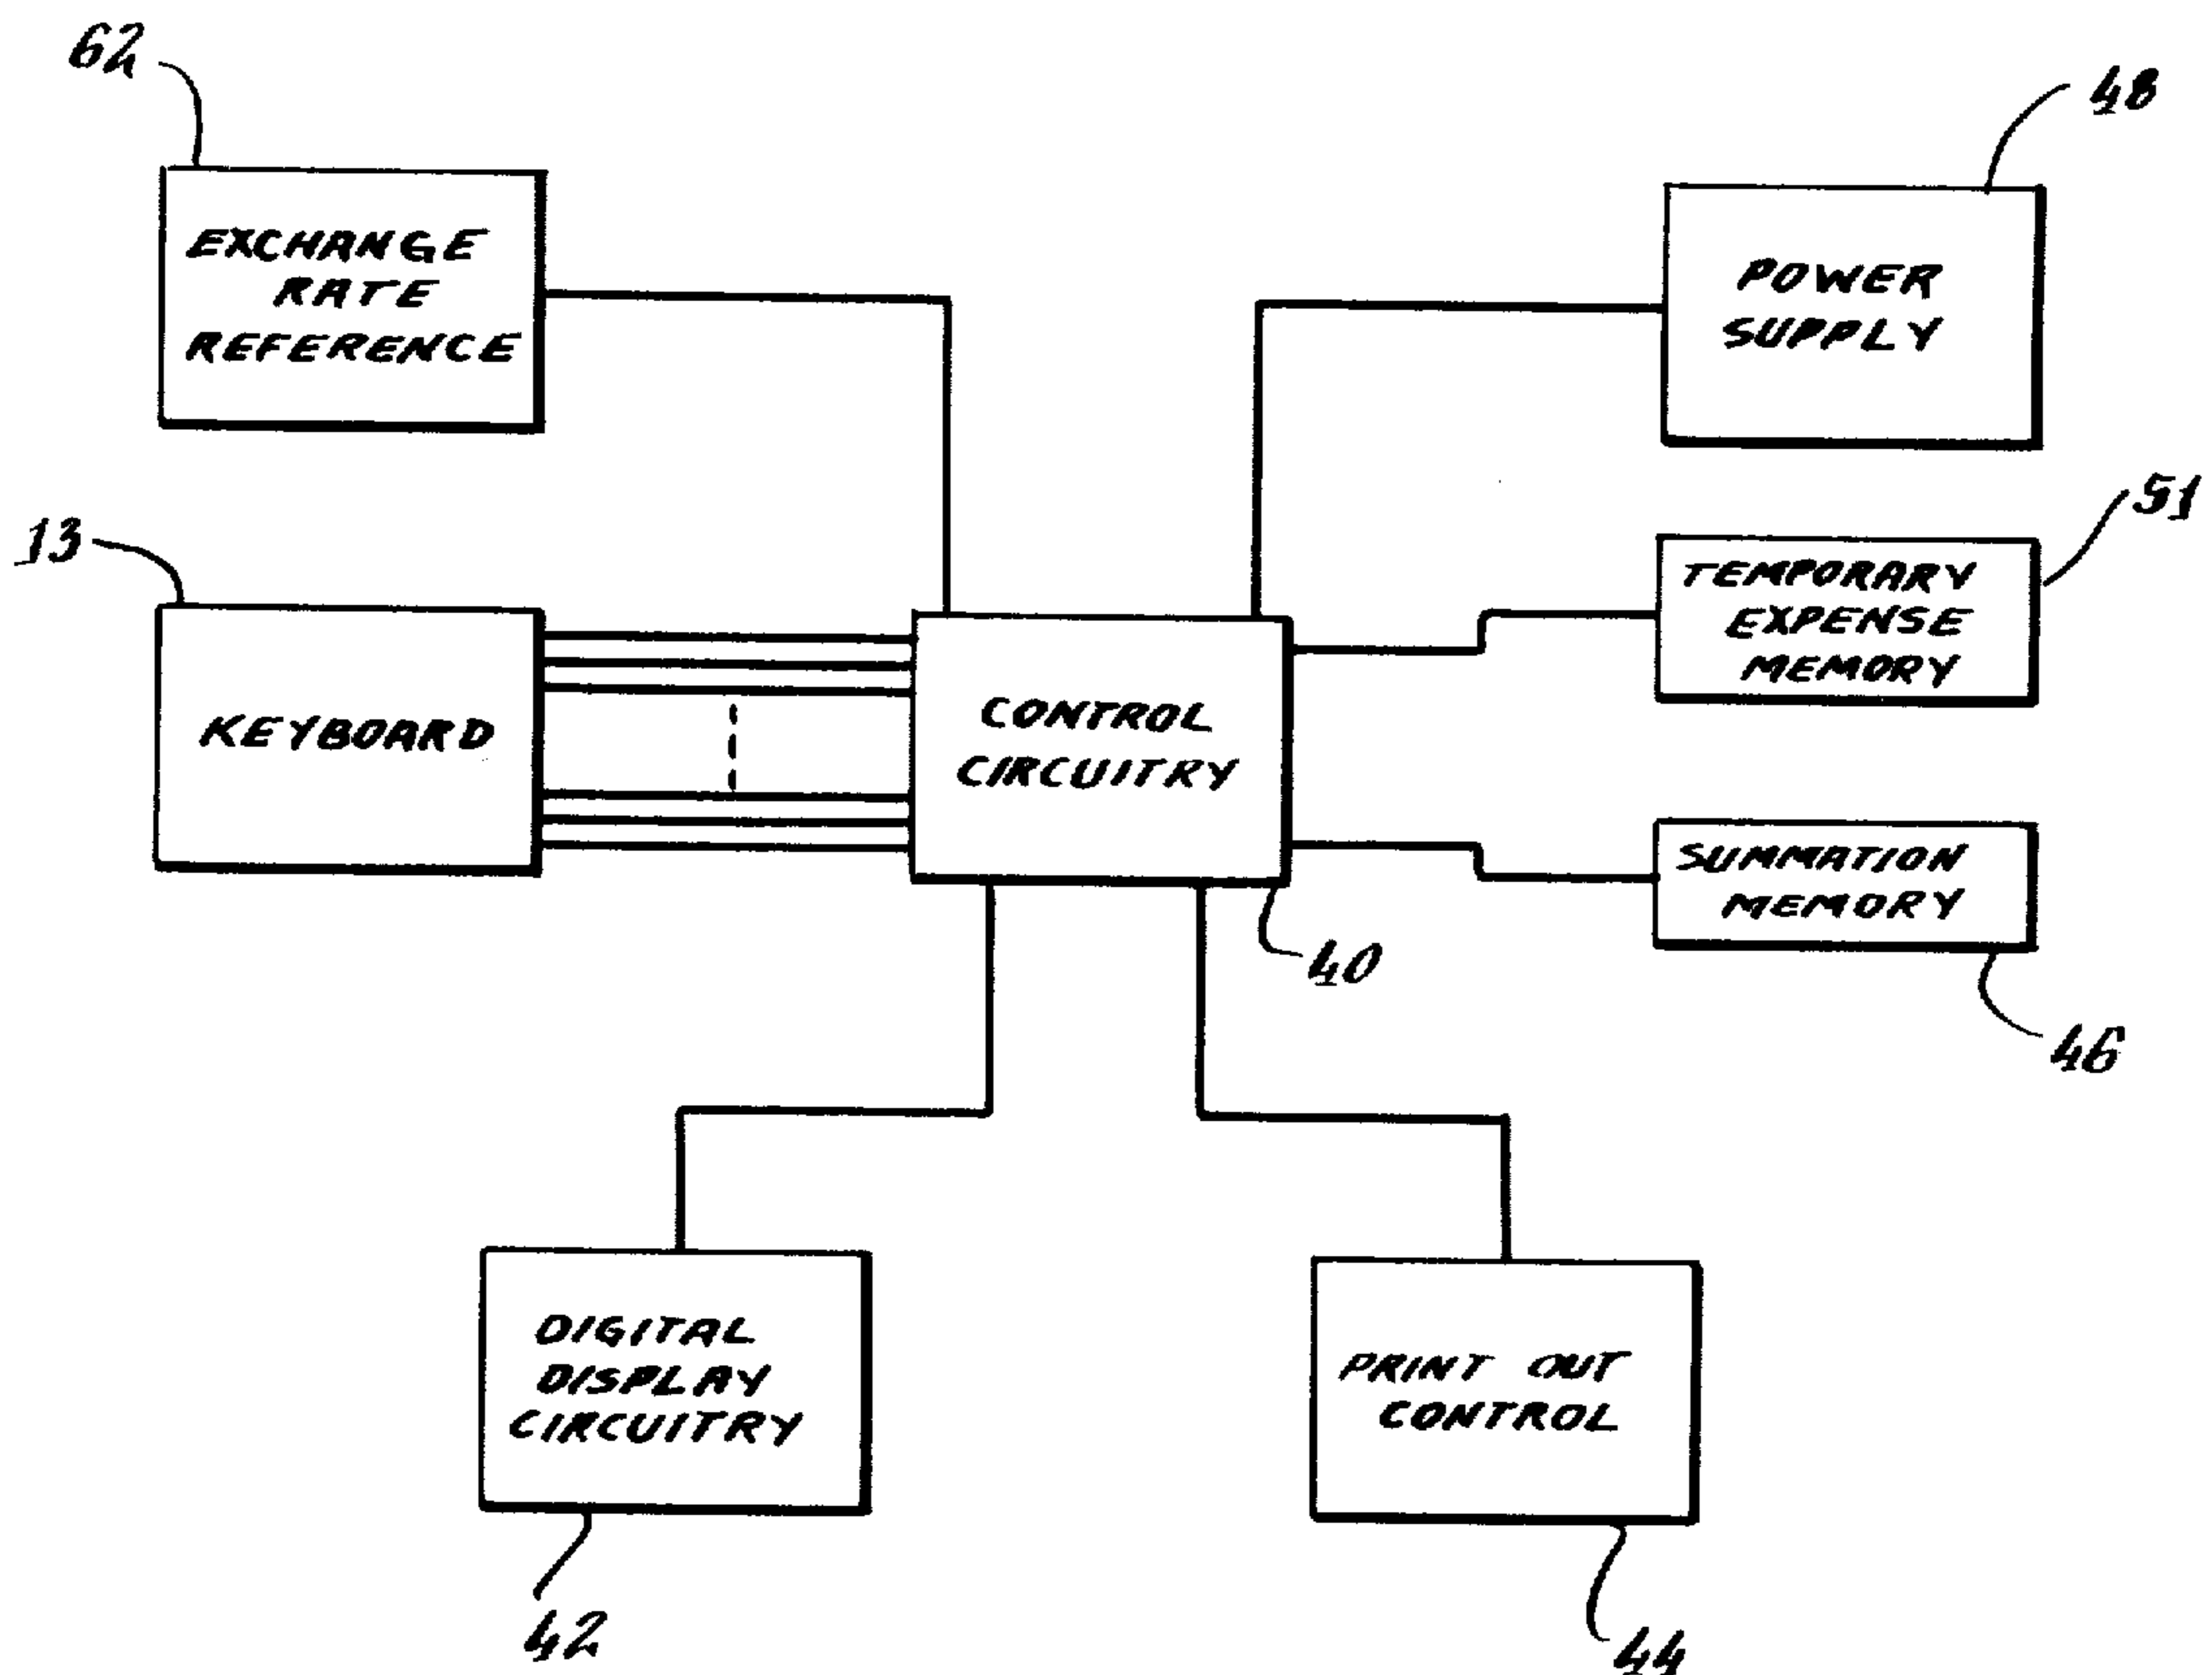 62
48
EXCHANGE
RATE
REFERENCE
POWER
SUPPLY
51
13
TEMPORARY
EXPENSE
MEMORY
KEYBOARD
CONTROL
CIRCUITRY
SUMMATION
MEMORY
40
46
DIGITAL
DISPLAY
CIRCUITRY
PRINT OUT
CONTROL
42
44